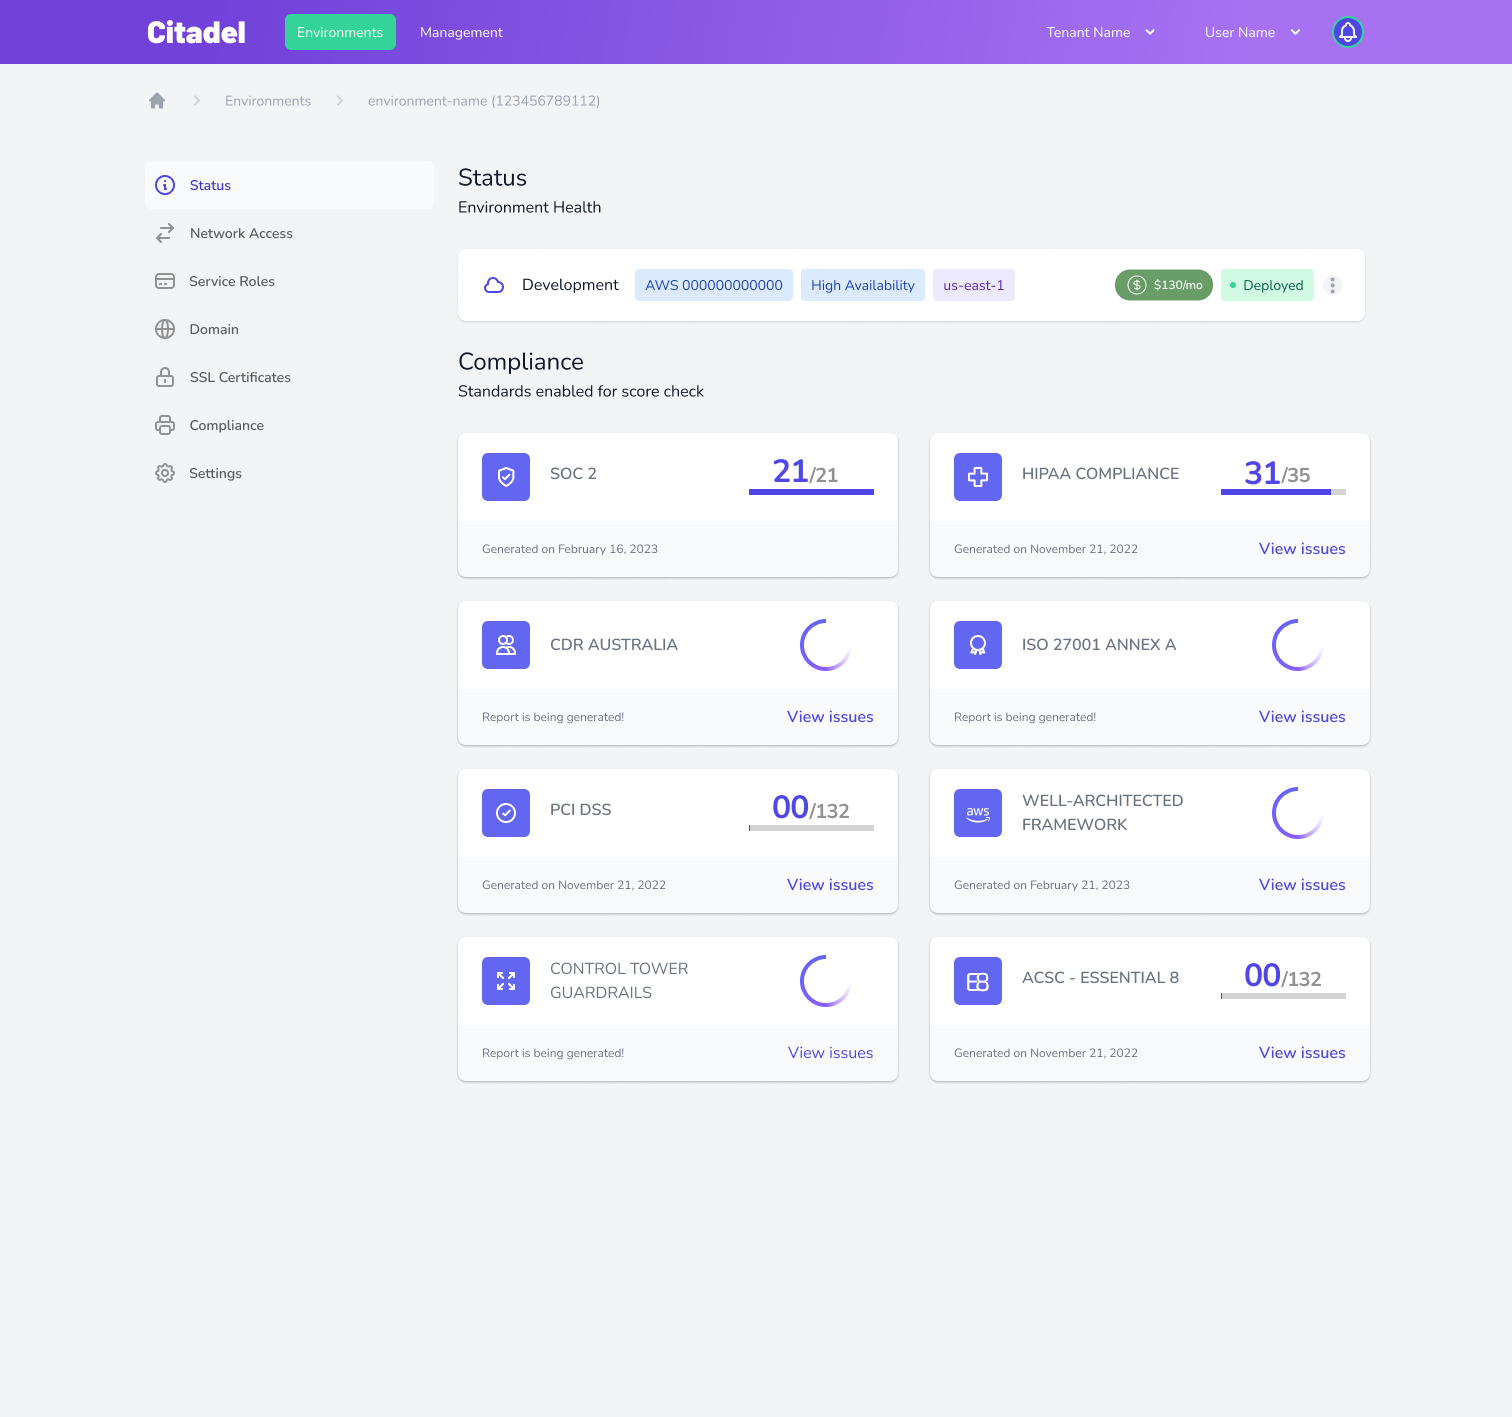 Citadel
Environments
Management
Tenant Name
User Name
Environments
environment-name (123456789112)
Status
Network Access
Service Roles
Domain
SSL Certificates
Compliance
Settings
Status
Environment Health
Development
AWS 000000000000
High Availability
us-east-1
$130/mo
Deployed
Compliance
Standards enabled for score check
SOC 2
21/21
Generated on February 16, 2023
HIPAA COMPLIANCE
31/35
Generated on November 21, 2022
View issues
CDR AUSTRALIA
Report is being generated!
View issues
ISO 27001 ANNEX A
Report is being generated!
View issues
PCI DSS
00/132
Generated on November 21, 2022
View issues
aws
WELL-ARCHITECTED
FRAMEWORK
Generated on February 21, 2023
View issues
CONTROL TOWER
GUARDRAILS
Report is being generated!
View issues
ACSC - ESSENTIAL 8
00/132
Generated on November 21, 2022
View issues